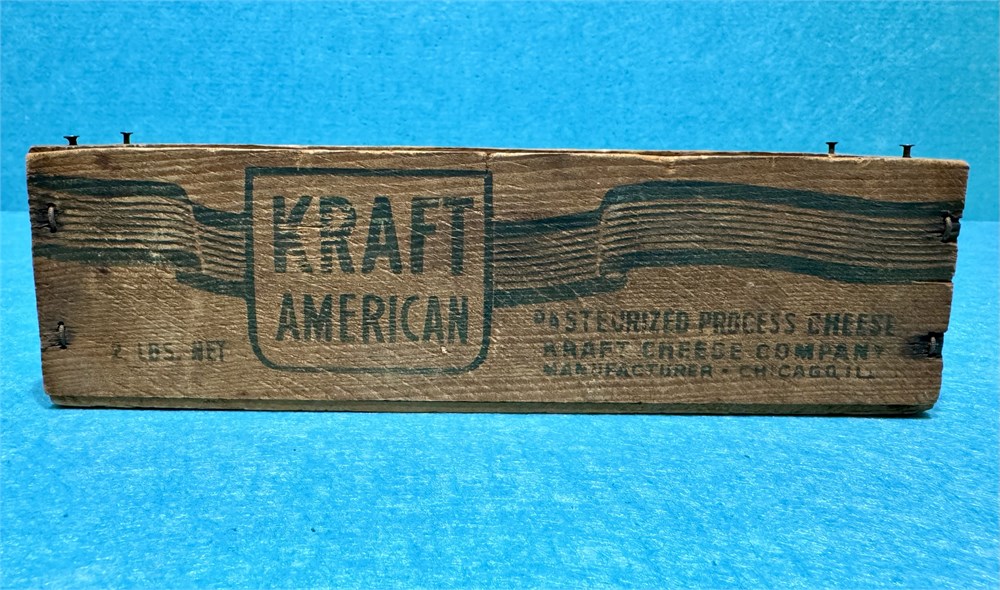 KRAFT
AMERICAN
2 LBS. NET
PASTEURIZED PROCESS CHEESE
KRAFT CHEESE COMPANY
MANUFACTURER · CHICAGO, ILL.